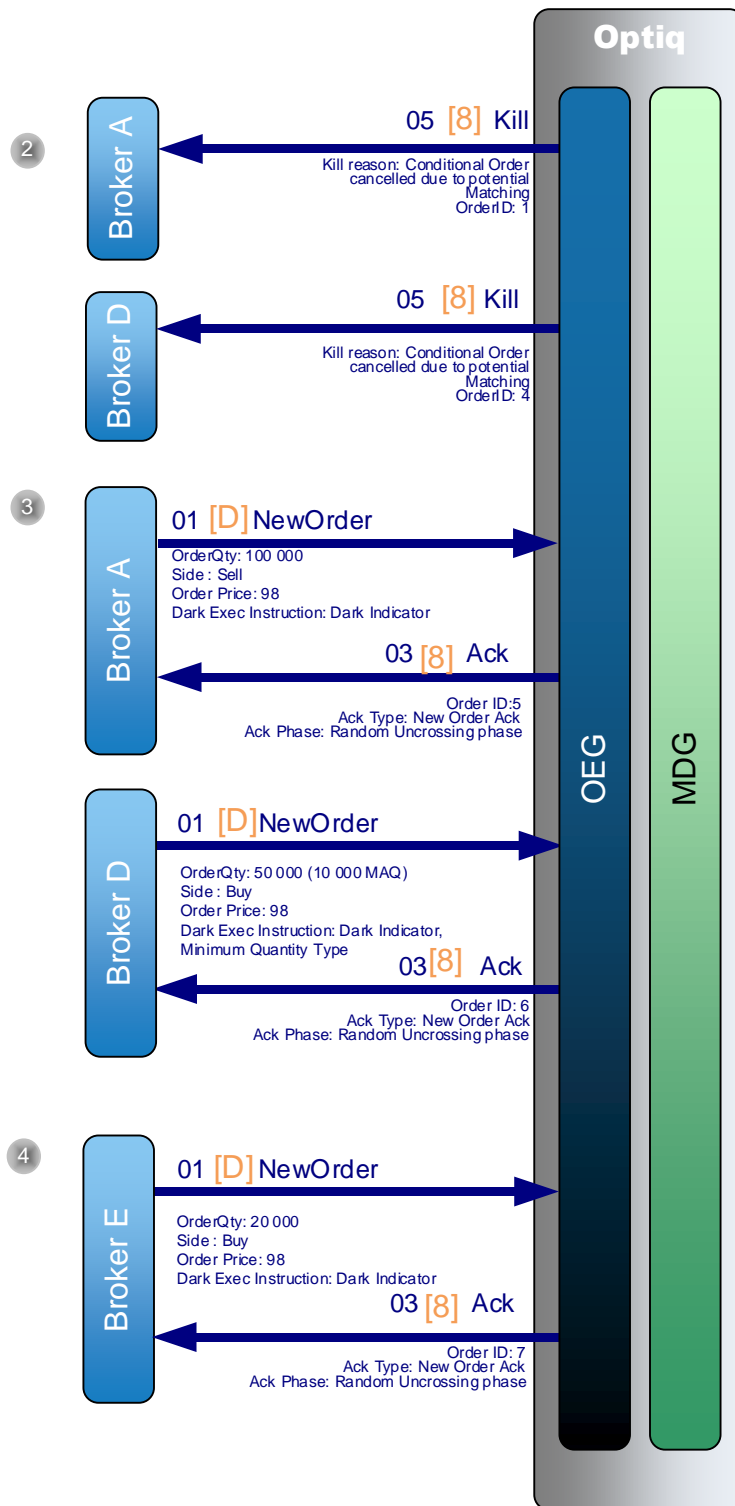 Optiq
2
Broker A
05 [8] Kill
Kill reason: Conditional Order
cancelled due to potential
Matching
OrderID: 1
Broker D
05 [8] Kill
Kill reason: Conditional Order
cancelled due to potential
Matching
OrderID: 4
3
Broker A
01 [D] NewOrder
OrderQty: 100 000
Side : Sell
Order Price: 98
Dark Exec Instruction: Dark Indicator
03 [8] Ack
Order ID:5
Ack Type: New Order Ack
Ack Phase: Random Uncrossing phase
OEG
MDG
Broker D
01 [D] NewOrder
OrderQty: 50 000 (10 000 MAQ)
Side : Buy
Order Price: 98
Dark Exec Instruction: Dark Indicator,
Minimum Quantity Type
03 [8] Ack
Order ID: 6
Ack Type: New Order Ack
Ack Phase: Random Uncrossing phase
4
Broker E
01 [D] NewOrder
OrderQty: 20 000
Side : Buy
Order Price: 98
Dark Exec Instruction: Dark Indicator
03 [8] Ack
Order ID: 7
Ack Type: New Order Ack
Ack Phase: Random Uncrossing phase